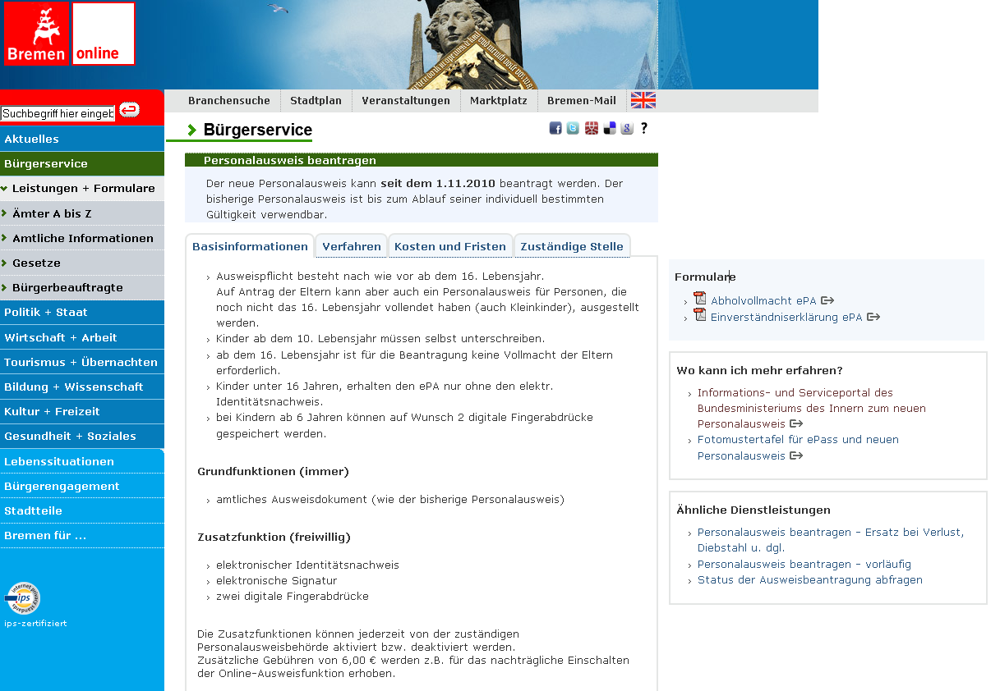 Bremen
online
Suchbegriff hier eingeb
Branchensuche
Stadtplan
Veranstaltungen
Marktplatz
Bremen-Mail
Aktuelles
Bürgerservice
Leistungen + Formulare
Ämter A bis Z
Amtliche Informationen
Gesetze
Bürgerbeauftragte
Politik + Staat
Wirtschaft + Arbeit
Tourismus + Übernachten
Bildung + Wissenschaft
Kultur + Freizeit
Gesundheit + Soziales
Lebenssituationen
Bürgerengagement
Stadtteile
Bremen für ...
ips
ips-zertifiziert
Bürgerservice
?
Personalausweis beantragen
Der neue Personalausweis kann seit dem 1.11.2010 beantragt werden. Der
bisherige Personalausweis ist bis zum Ablauf seiner individuell bestimmten
Gültigkeit verwendbar.
Basisinformationen
Verfahren
Kosten und Fristen
Zuständige Stelle
Ausweispflicht besteht nach wie vor ab dem 16. Lebensjahr.
Auf Antrag der Eltern kann aber auch ein Personalausweis für Personen, die
noch nicht das 16. Lebensjahr vollendet haben (auch Kleinkinder), ausgestellt
werden.
Kinder ab dem 10. Lebensjahr müssen selbst unterschreiben.
ab dem 16. Lebensjahr ist für die Beantragung keine Vollmacht der Eltern
erforderlich.
Kinder unter 16 Jahren, erhalten den ePA nur ohne den elektr.
Identitätsnachweis.
bei Kindern ab 6 Jahren können auf Wunsch 2 digitale Fingerabdrücke
gespeichert werden.
Grundfunktionen (immer)
amtliches Ausweisdokument (wie der bisherige Personalausweis)
Zusatzfunktion (freiwillig)
elektronischer Identitätsnachweis
elektronische Signatur
zwei digitale Fingerabdrücke
Die Zusatzfunktionen können jederzeit von der zuständigen
Personalausweisbehörde aktiviert bzw. deaktiviert werden.
Zusätzliche Gebühren von 6,00 € werden z.B. für das nachträgliche Einschalten
der Online-Ausweisfunktion erhoben.
Formulare
Abholvollmacht ePA
Einverständniserklärung ePA
Wo kann ich mehr erfahren?
Informations- und Serviceportal des
Bundesministeriums des Innern zum neuen
Personalausweis
Fotomustertafel für ePass und neuen
Personalausweis
Ähnliche Dienstleistungen
Personalausweis beantragen - Ersatz bei Verlust,
Diebstahl u. dgl.
Personalausweis beantragen - vorläufig
Status der Ausweisbeantragung abfragen